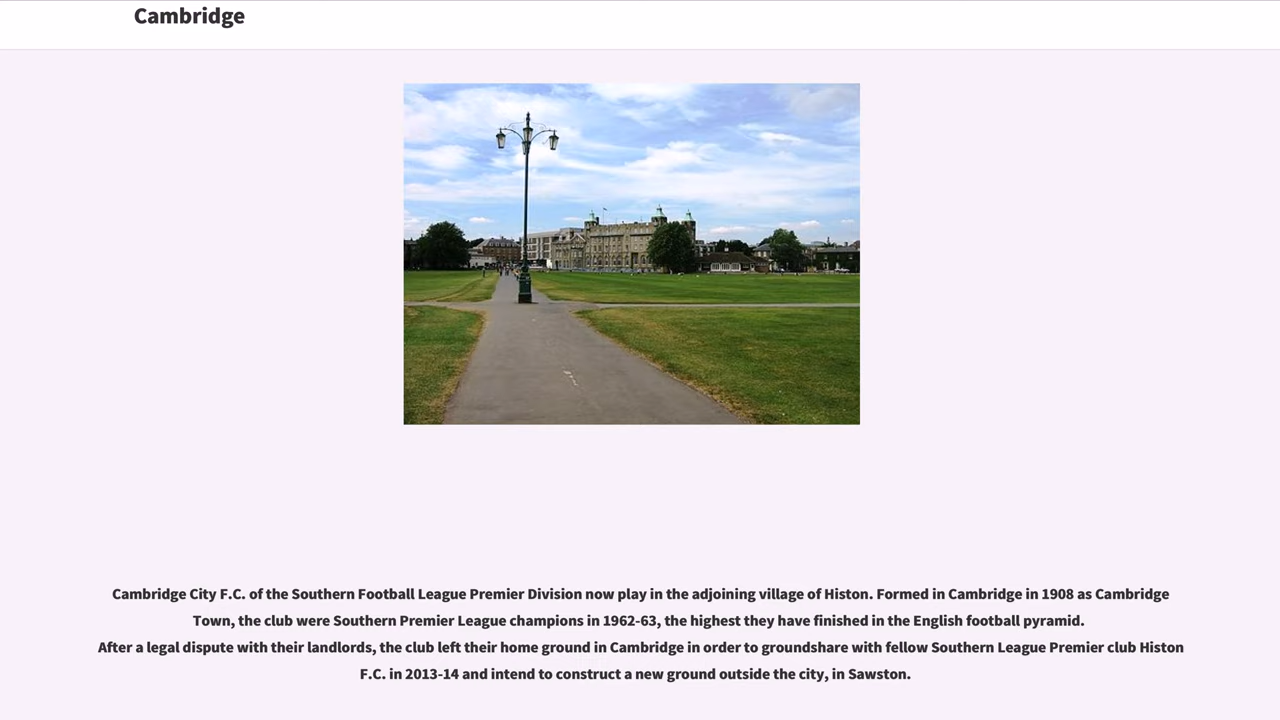 Cambridge
Cambridge City F.C. of the Southern Football League Premier Division now play in the adjoining village of Histon. Formed in Cambridge in 1908 as Cambridge
Town, the club were Southern Premier League champions in 1962-63, the highest they have finished in the English football pyramid.
After a legal dispute with their landlords, the club left their home ground in Cambridge in order to groundshare with fellow Southern League Premier club Histon
F.C. in 2013-14 and intend to construct a new ground outside the city, in Sawston.